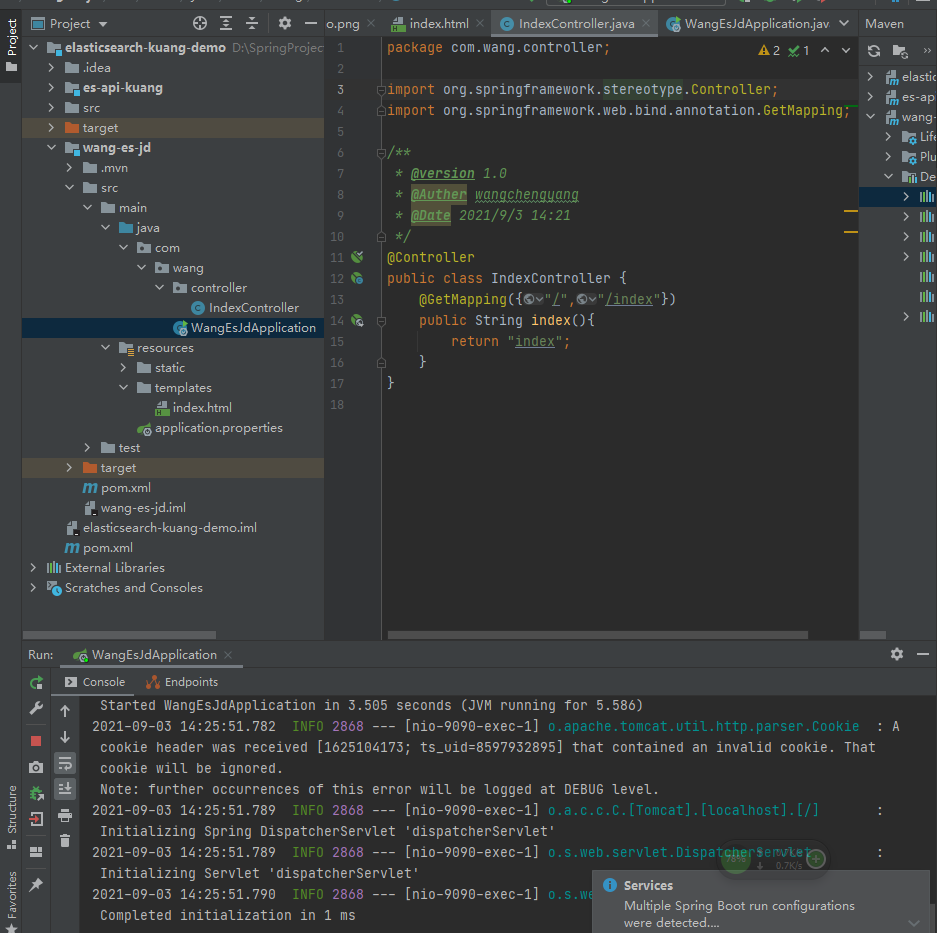 Project
o.png
index.html
IndexController.java
WangEsJdApplication.jav
Maven
Project
elasticsearch-kuang-demo D:\SpringProjec
.idea
es-api-kuang
src
target
wang-es-jd
.mvn
src
main
java
com
wang
controller
IndexController
WangEsJdApplication
resources
static
templates
index.html
application.properties
test
target
pom.xml
wang-es-jd.iml
elasticsearch-kuang-demo.iml
pom.xml
External Libraries
Scratches and Consoles
1 package com.wang.controller;
2 1
2
3 import org.springframework.stereotype.Controller;
4 import org.springframework.web.bind.annotation.GetMapping;
5
6 /**
7 * @version 1.0
8 * @Auther wangchengyang
9 * @Date 2021/9/3 14:21
10 */
11 @Controller
12 public class IndexController {
13 @GetMapping({"/","/index"})
14 public String index(){
15 return "index";
16 }
17 }
18
elastic
es-ap
wang-
Life
Plu
De
Run: WangEsJdApplication
Console Endpoints
Started WangEsJdApplication in 3.505 seconds (JVM running for 5.586)
2021-09-03 14:25:51.782 INFO 2868 --- [nio-9090-exec-1] o.apache.tomcat.util.http.parser.Cookie : A
cookie header was received [1625104173; ts_uid=8597932895] that contained an invalid cookie. That
cookie will be ignored.
Note: further occurrences of this error will be logged at DEBUG level.
2021-09-03 14:25:51.789 INFO 2868 --- [nio-9090-exec-1] o.a.c.c.C.[Tomcat].[localhost].[/] :
Initializing Spring DispatcherServlet 'dispatcherServlet'
2021-09-03 14:25:51.789 INFO 2868 --- [nio-9090-exec-1] o.s.web.servlet.DispatcherServlet :
Initializing Servlet 'dispatcherServlet'
2021-09-03 14:25:51.790 INFO 2868 --- [nio-9090-exec-1] o.s.we
Completed initialization in 1 ms
0.7K/s
Services
Multiple Spring Boot run configurations
were detected....
Structure
Favorites